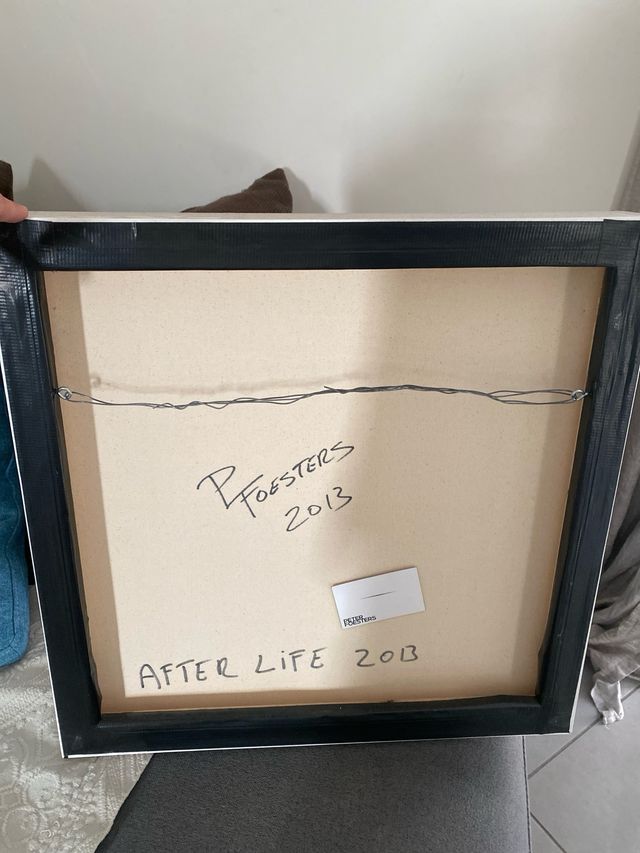 P FOESTERS
2013
PETER
FOESTERS
AFTER LiFE 2013